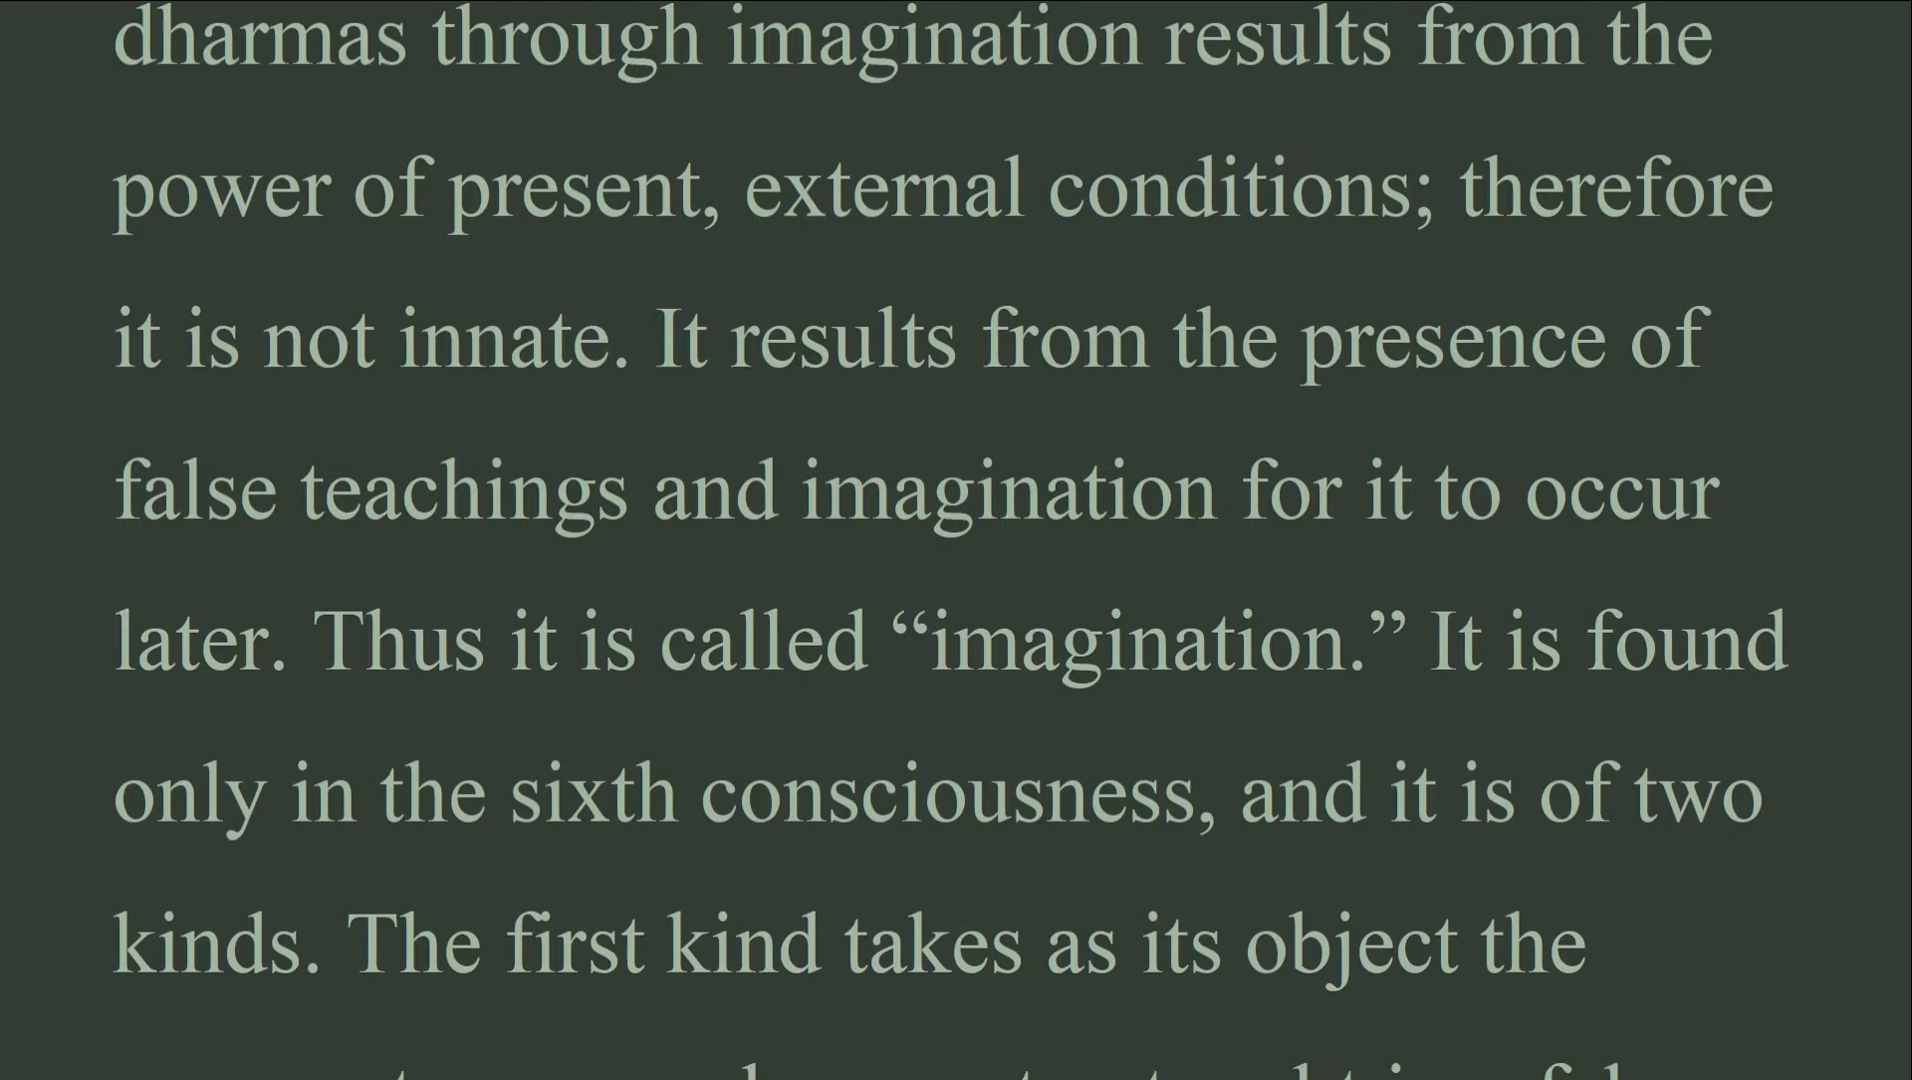 dharmas through imagination results from the
power of present, external conditions; therefore
it is not innate. It results from the presence of
false teachings and imagination for it to occur
later. Thus it is called “imagination.” It is found
only in the sixth consciousness, and it is of two
kinds. The first kind takes as its object the